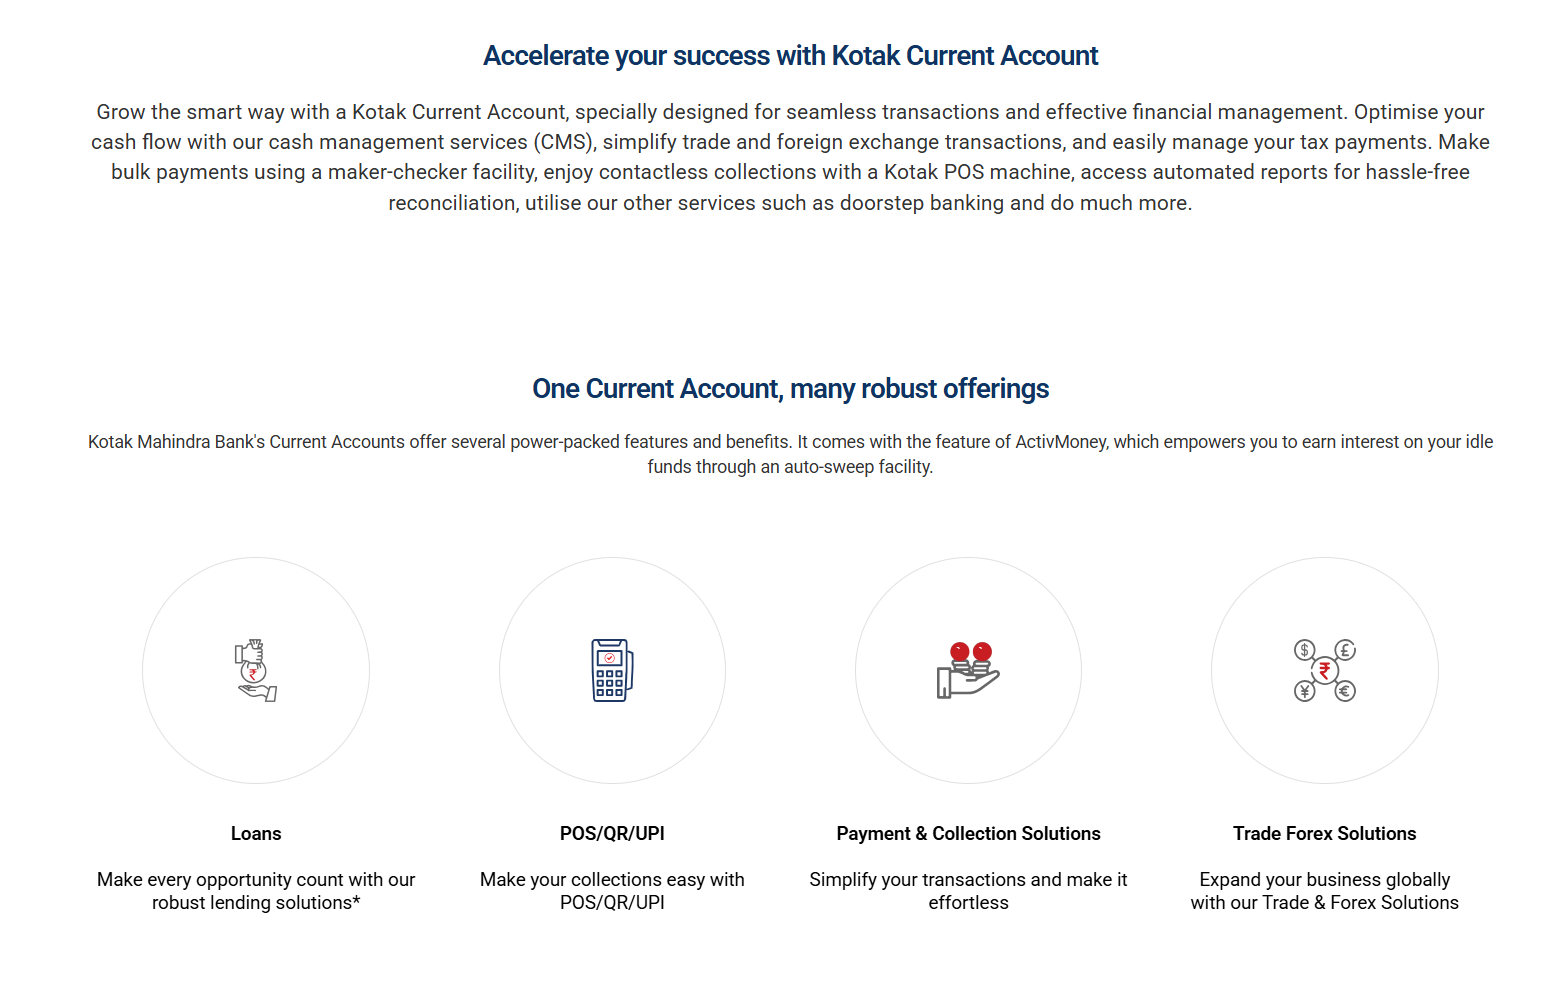 Accelerate your success with Kotak Current Account
Grow the smart way with a Kotak Current Account, specially designed for seamless transactions and effective financial management. Optimise your
cash flow with our cash management services (CMS), simplify trade and foreign exchange transactions, and easily manage your tax payments. Make
bulk payments using a maker-checker facility, enjoy contactless collections with a Kotak POS machine, access automated reports for hassle-free
reconciliation, utilise our other services such as doorstep banking and do much more.
One Current Account, many robust offerings
Kotak Mahindra Bank's Current Accounts offer several power-packed features and benefits. It comes with the feature of ActivMoney, which empowers you to earn interest on your idle
funds through an auto-sweep facility.
Loans
Make every opportunity count with our
robust lending solutions*
POS/QR/UPI
Make your collections easy with
POS/QR/UPI
Payment & Collection Solutions
Simplify your transactions and make it
effortless
Trade Forex Solutions
Expand your business globally
with our Trade & Forex Solutions